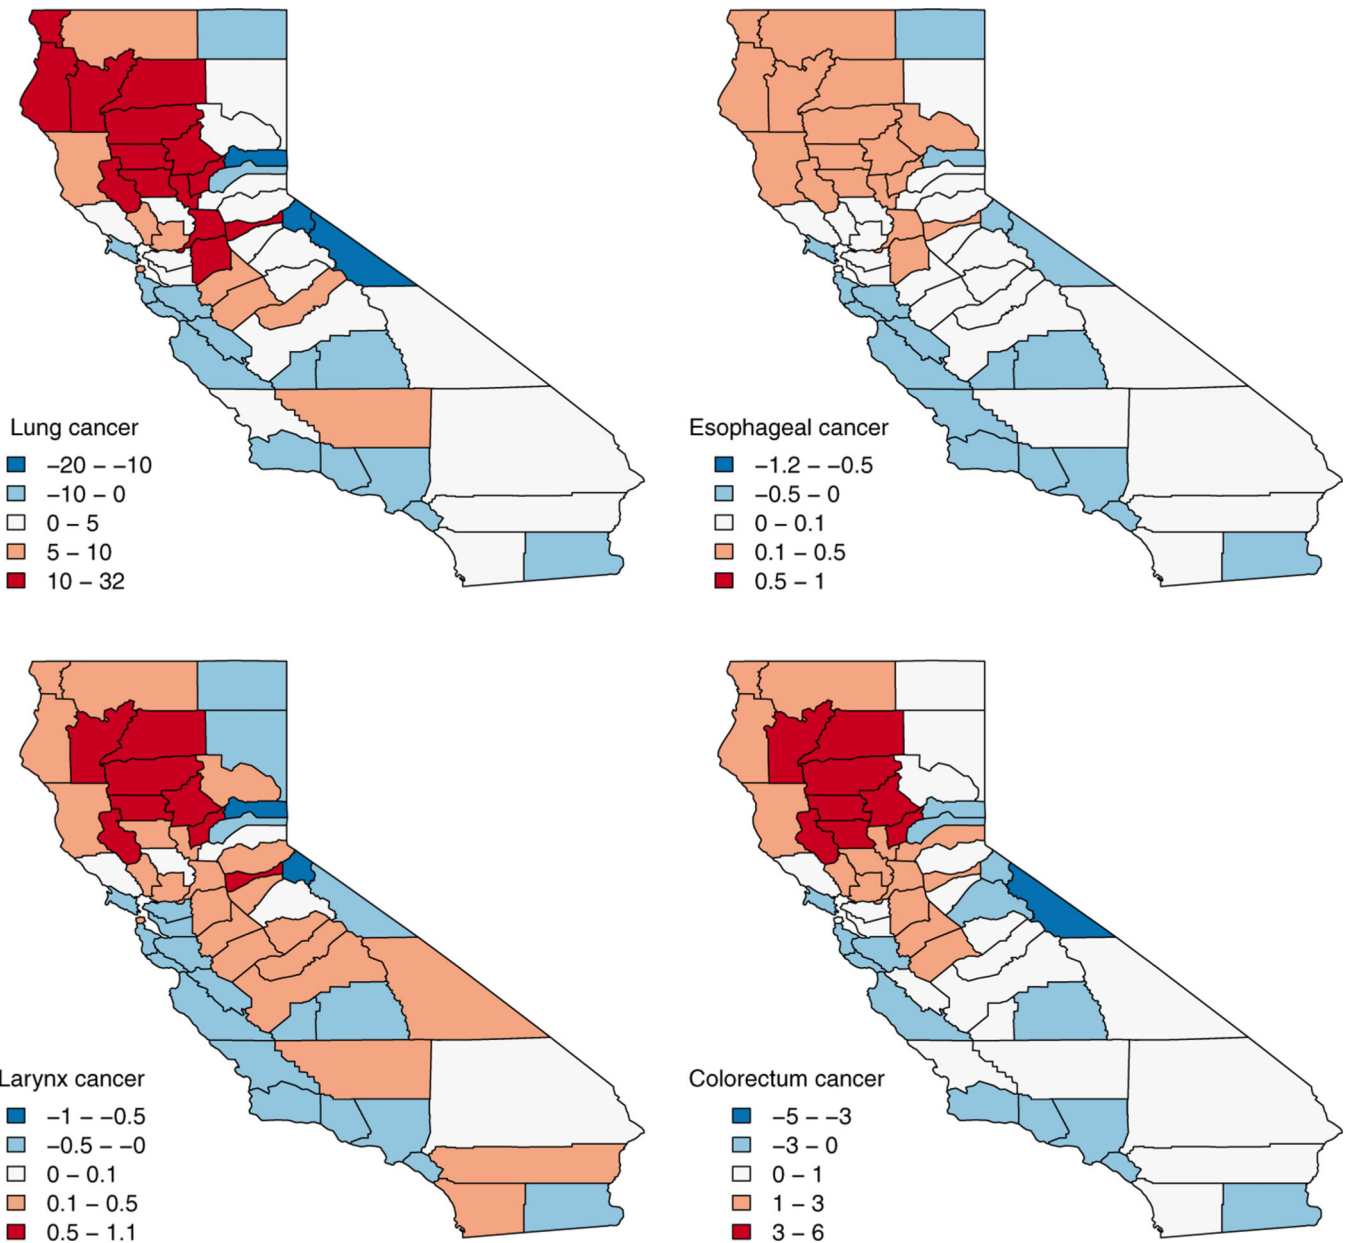 Lung cancer
−20 – −10
−10 – 0
0 – 5
5 – 10
10 – 32
Esophageal cancer
−1.2 – −0.5
−0.5 – 0
0 – 0.1
0.1 – 0.5
0.5 – 1
Larynx cancer
−1 – −0.5
−0.5 – −0
0 – 0.1
0.1 – 0.5
0.5 – 1.1
Colorectum cancer
−5 – −3
−3 – 0
0 – 1
1 – 3
3 – 6